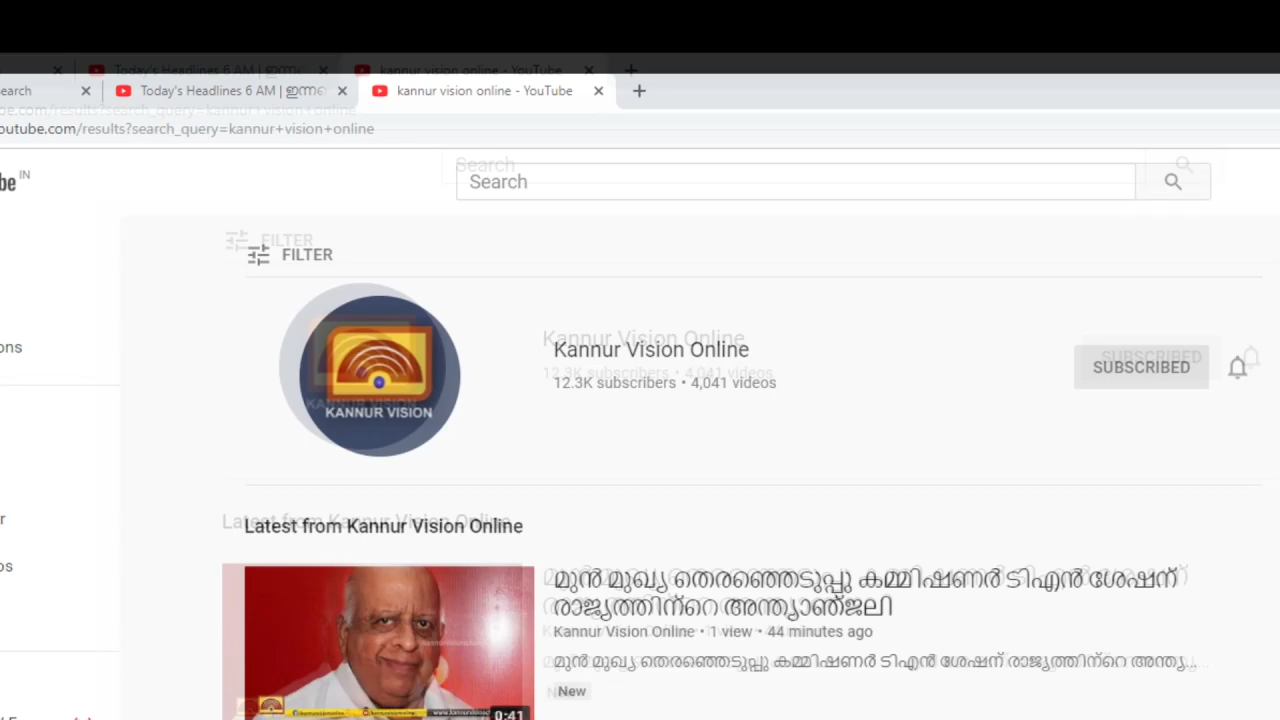 earch
Today's Headlines 6 AM | ഇന്നത
kannur vision online - YouTube
outube.com/results?search_query=kannur+vision+online
be IN
Search
FILTER
ons
KANNUR VISION
Kannur Vision Online
12.3K subscribers • 4,041 videos
SUBSCRIBED
r
os
Latest from Kannur Vision Online
മുൻ മുഖ്യ തെരഞ്ഞെടുപ്പു കമ്മിഷണർ ടിഎൻ ശേഷന്
രാജ്യത്തിന്റെ അന്ത്യാഞ്ജലി
Kannur Vision Online • 1 view • 44 minutes ago
മുൻ മുഖ്യ തെരഞ്ഞെടുപ്പു കമ്മിഷണർ ടിഎൻ ശേഷന് രാജ്യത്തിന്റെ അന്ത്യ...
New
0:41